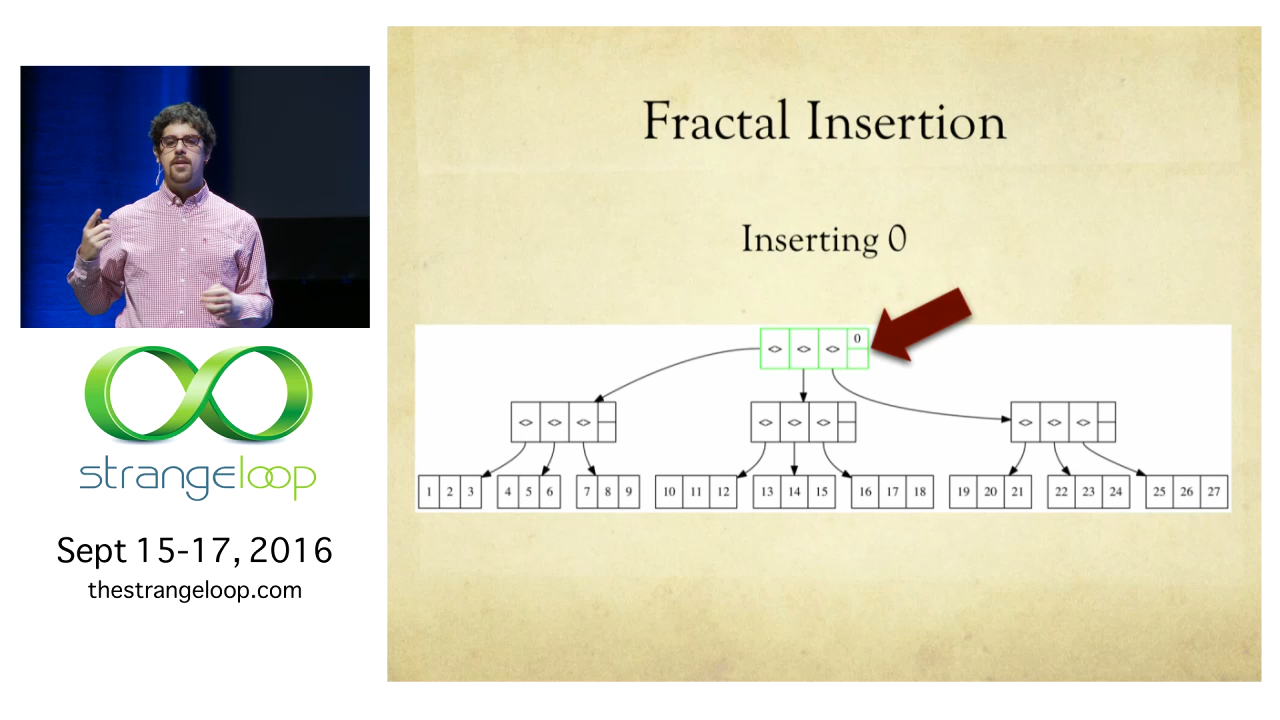 Fractal Insertion
Inserting 0
0
<> <> <>
<> <> <>
<> <> <>
<> <> <>
1 2 3
4 5 6
7 8 9
10 11 12
13 14 15
16 17 18
19 20 21
22 23 24
25 26 27
strangeloop
Sept 15-17, 2016
thestrangeloop.com